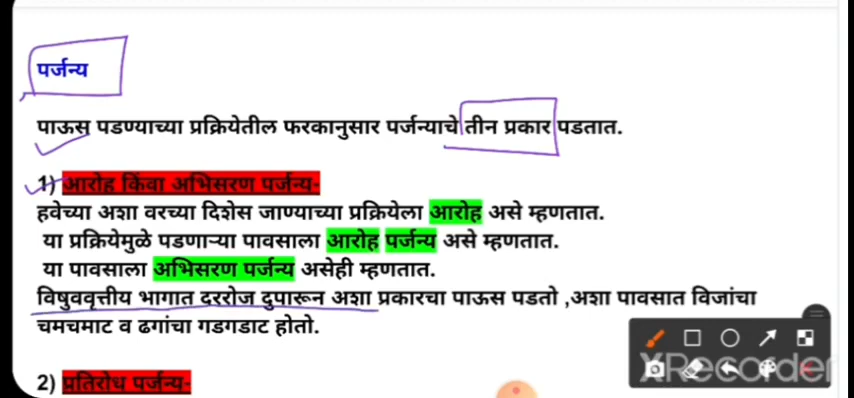 पर्जन्य
पाऊस पडण्याच्या प्रक्रियेतील फरकानुसार पर्जन्याचे तीन प्रकार पडतात.
1) आरोह किंवा अभिसरण पर्जन्य-
हवेच्या अशा वरच्या दिशेस जाण्याच्या प्रक्रियेला आरोह असे म्हणतात.
या प्रक्रियेमुळे पडणाऱ्या पावसाला आरोह पर्जन्य असे म्हणतात.
या पावसाला अभिसरण पर्जन्य असेही म्हणतात.
विषुववृत्तीय भागात दररोज दुपारून अशा प्रकारचा पाऊस पडतो ,अशा पावसात विजांचा
चमचमाट व ढगांचा गडगडाट होतो.
XRecorder
2) प्रतिरोध पर्जन्य-